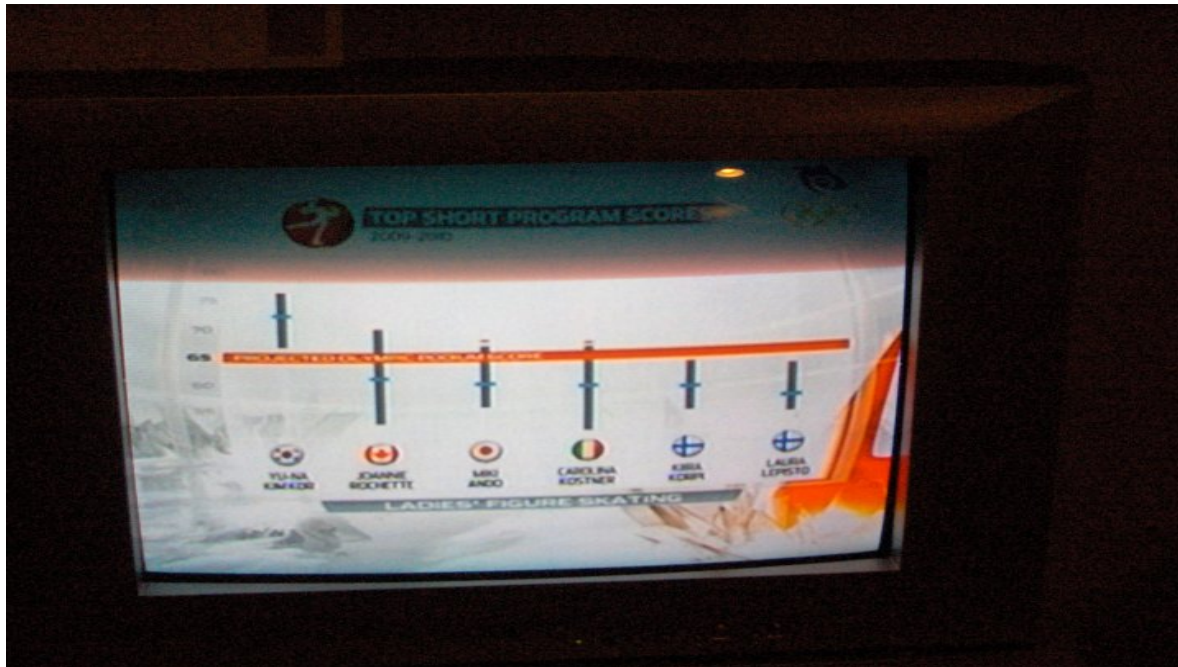 TOP SHORT PROGRAM SCORES
2009-2010
75
70
65 PROJECTED OLYMPIC PODIUM SCORE
60
YU-NA
KIM KOR
JOANNIE
ROCHETTE
MIKI
ANDO
CAROLINA
KOSTNER
KIIRA
KORPI
LAURA
LEPISTO
LADIES' FIGURE SKATING